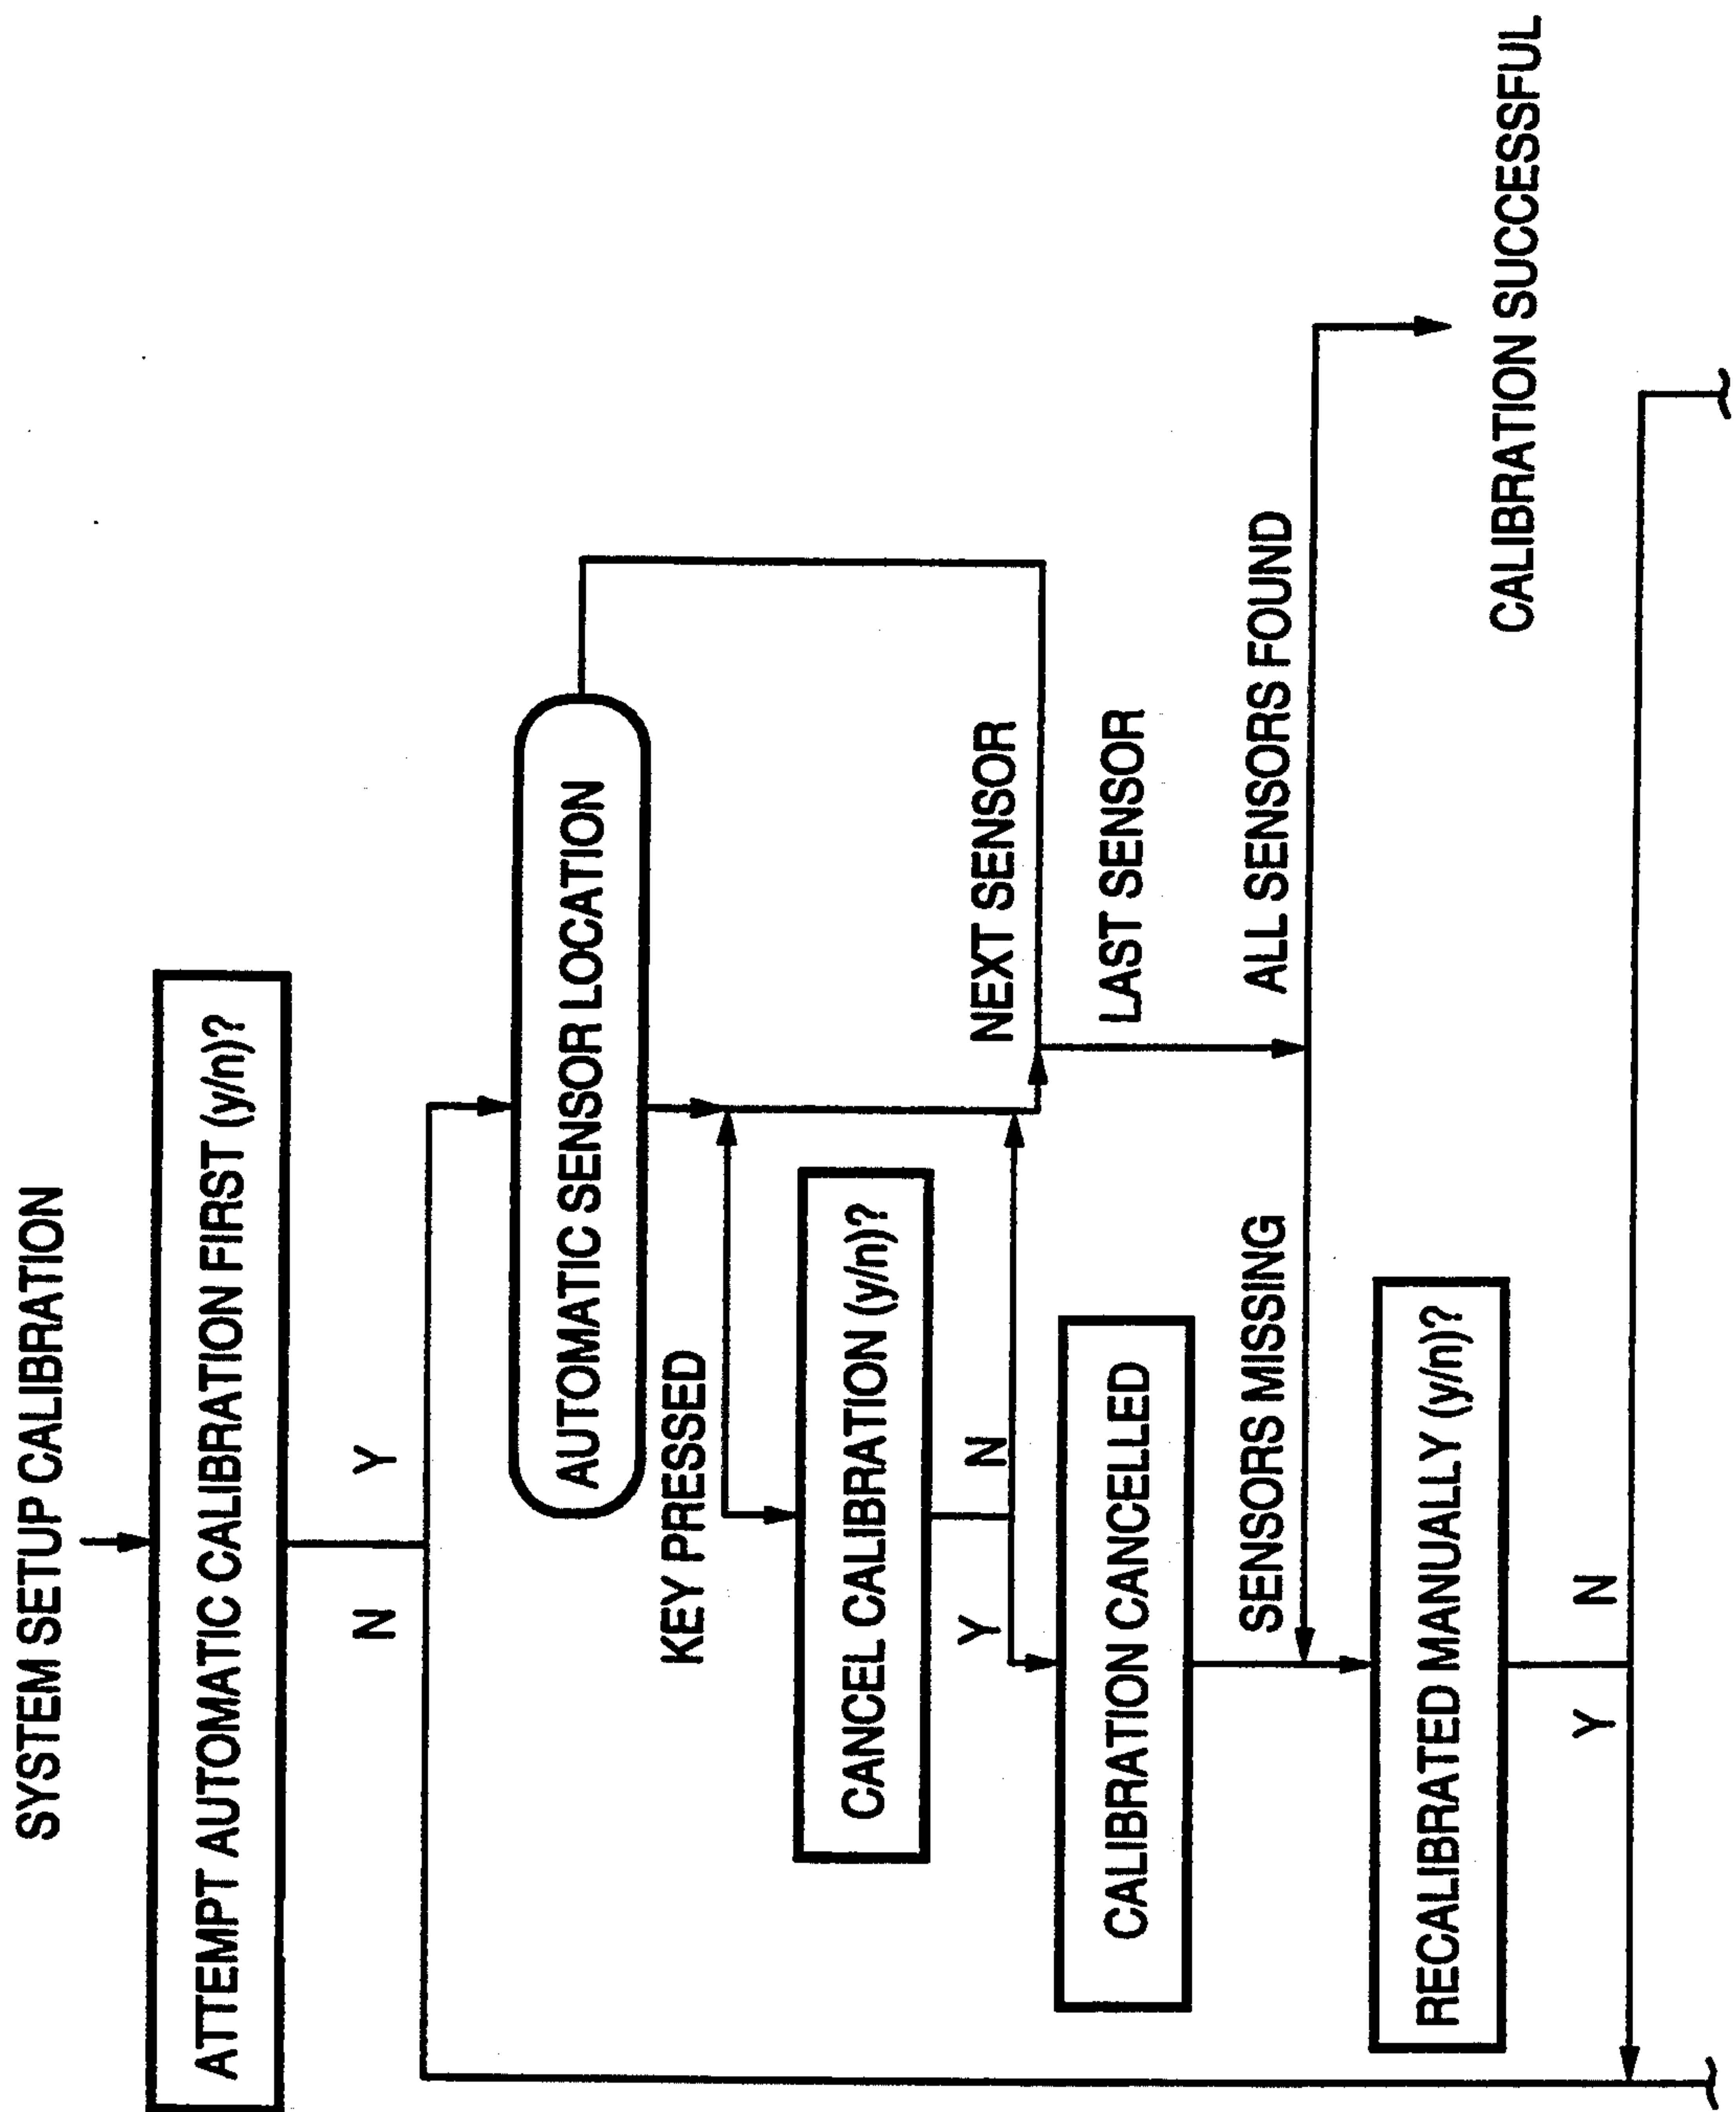 SYSTEM SETUP CALIBRATION
ATTEMPT AUTOMATIC CALIBRATION FIRST (y/n)?
N
Y
AUTOMATIC SENSOR LOCATION
KEY PRESSED
CANCEL CALIBRATION (y/n)?
Y
N
NEXT SENSOR
CALIBRATION CANCELLED
LAST SENSOR
SENSORS MISSING
ALL SENSORS FOUND
RECALIBRATED MANUALLY (y/n)?
CALIBRATION SUCCESSFUL
Y
N